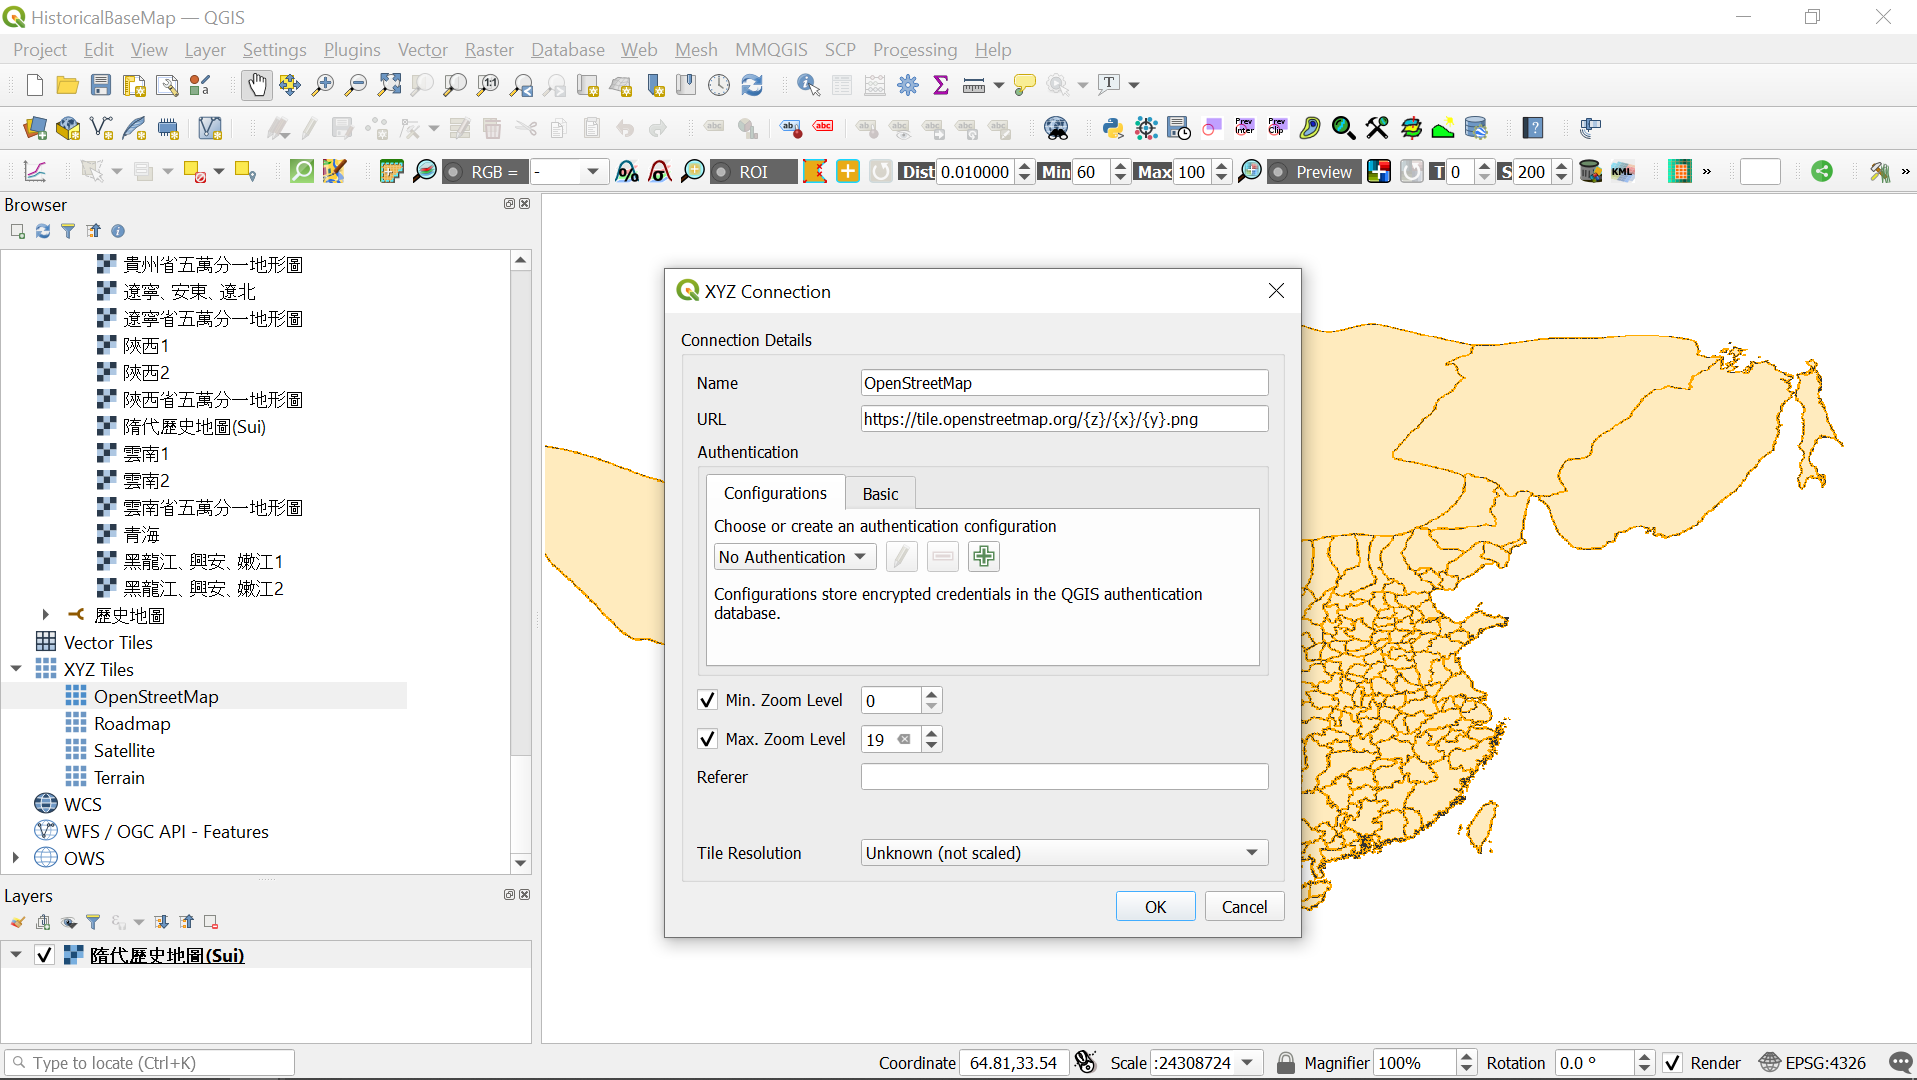 HistoricalBaseMap — QGIS
Project Edit View Layer Settings Plugins Vector Raster Database Web Mesh MMQGIS SCP Processing Help
RGB = - ROI Dist 0.010000 Min 60 Max 100 Preview T 0 S 200 KML
Browser
貴州省五萬分一地形圖
遼寧、安東、遼北
遼寧省五萬分一地形圖
陝西1
陝西2
陝西省五萬分一地形圖
隋代歷史地圖(Sui)
雲南1
雲南2
雲南省五萬分一地形圖
青海
黑龍江、興安、嫩江1
黑龍江、興安、嫩江2
歷史地圖
Vector Tiles
XYZ Tiles
OpenStreetMap
Roadmap
Satellite
Terrain
WCS
WFS / OGC API - Features
OWS
Layers
隋代歷史地圖(Sui)
XYZ Connection
Connection Details
Name OpenStreetMap
URL https://tile.openstreetmap.org/{z}/{x}/{y}.png
Authentication
Configurations Basic
Choose or create an authentication configuration
No Authentication
Configurations store encrypted credentials in the QGIS authentication
database.
Min. Zoom Level 0
Max. Zoom Level 19
Referer
Tile Resolution Unknown (not scaled)
OK Cancel
Type to locate (Ctrl+K) Coordinate 64.81,33.54 Scale :24308724 Magnifier 100% Rotation 0.0 ° Render EPSG:4326